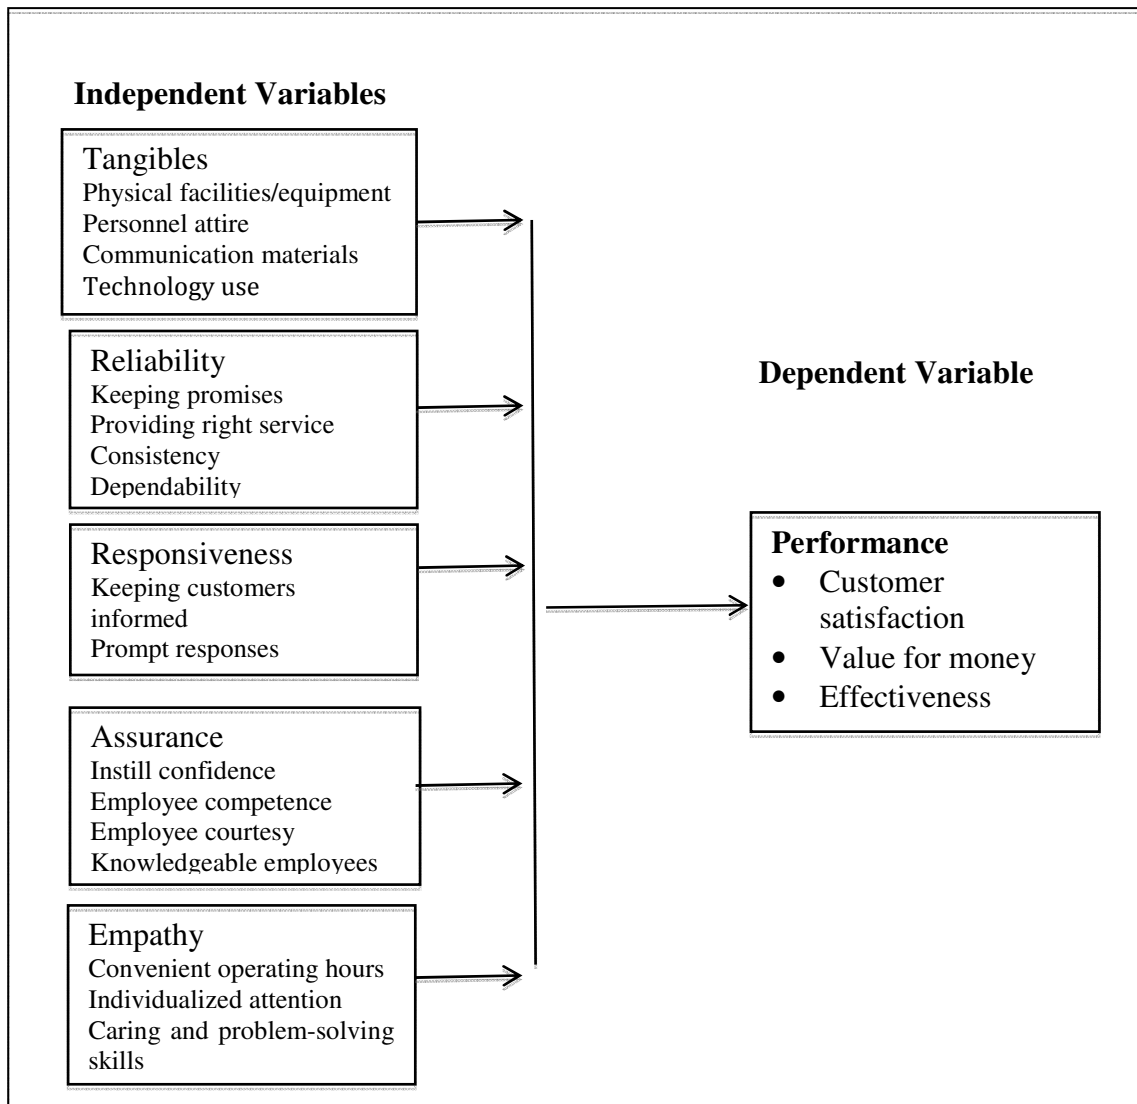 Independent Variables
Tangibles
Physical facilities/equipment
Personnel attire
Communication materials
Technology use
Reliability
Keeping promises
Providing right service
Consistency
Dependability
Responsiveness
Keeping customers
informed
Prompt responses
Assurance
Instill confidence
Employee competence
Employee courtesy
Knowledgeable employees
Empathy
Convenient operating hours
Individualized attention
Caring and problem-solving
skills
Dependent Variable
Performance
• Customer
satisfaction
• Value for money
• Effectiveness